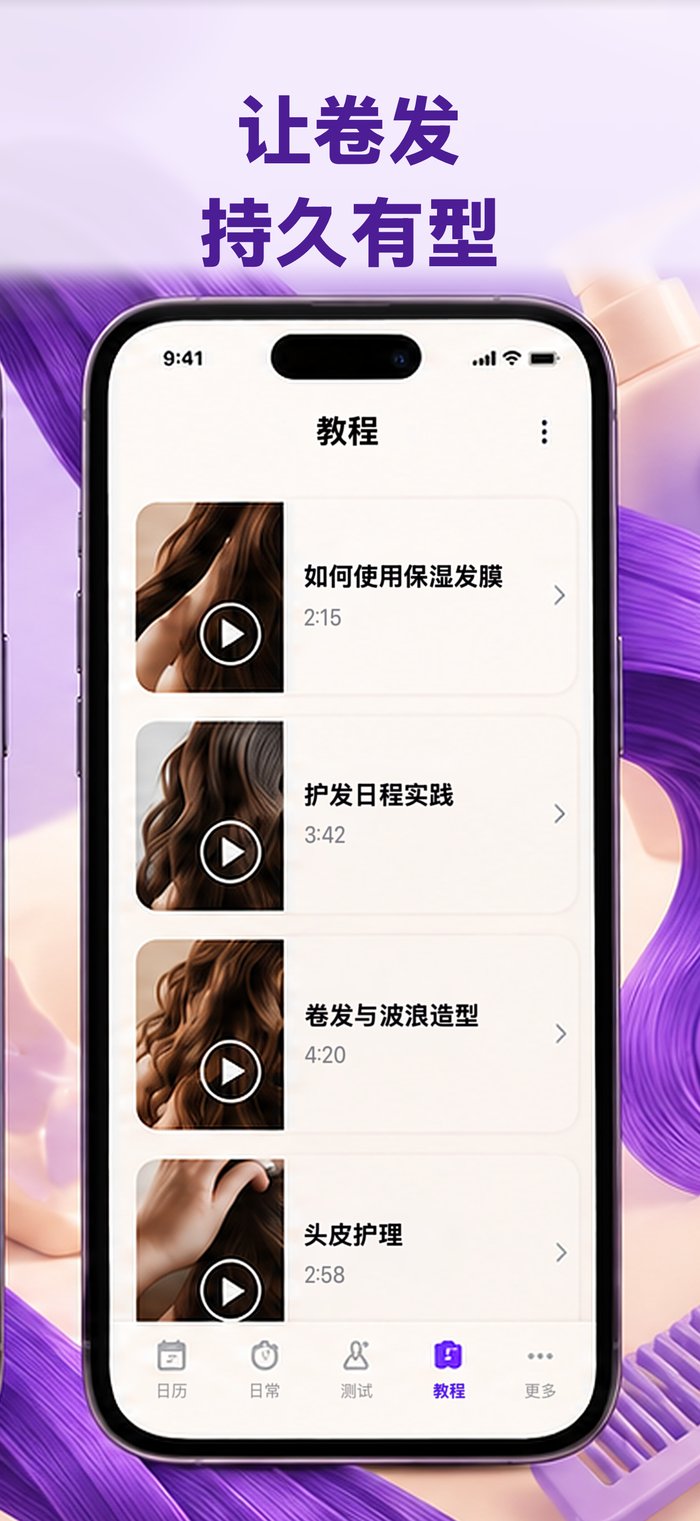 让卷发
持久有型
9:41
教程
如何使用保湿发膜
2:15
护发日程实践
3:42
卷发与波浪造型
4:20
头皮护理
2:58
日历
日常
测试
教程
更多